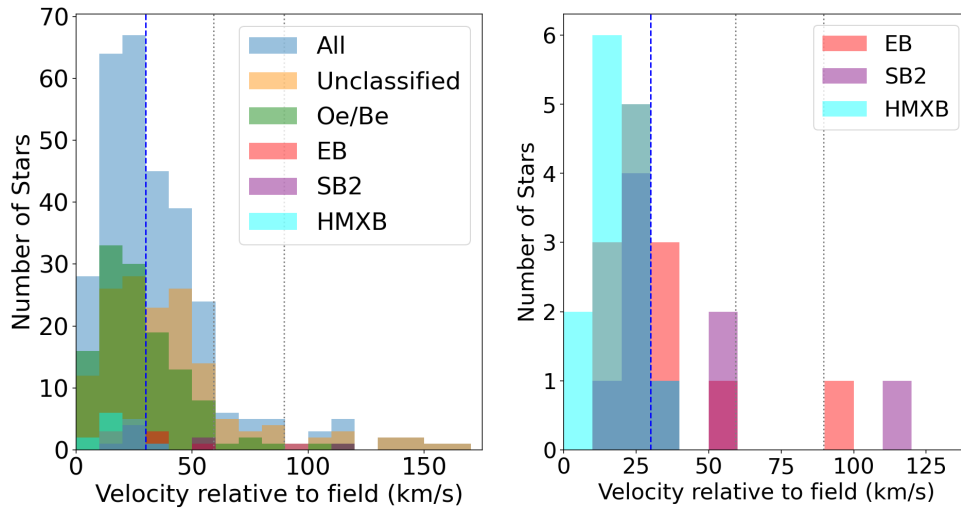 Number of Stars
70
60
50
40
30
20
10
0
0
50
100
150
Velocity relative to field (km/s)
All
Unclassified
Oe/Be
EB
SB2
HMXB
Number of Stars
6
5
4
3
2
1
0
0
25
50
75
100
125
Velocity relative to field (km/s)
EB
SB2
HMXB